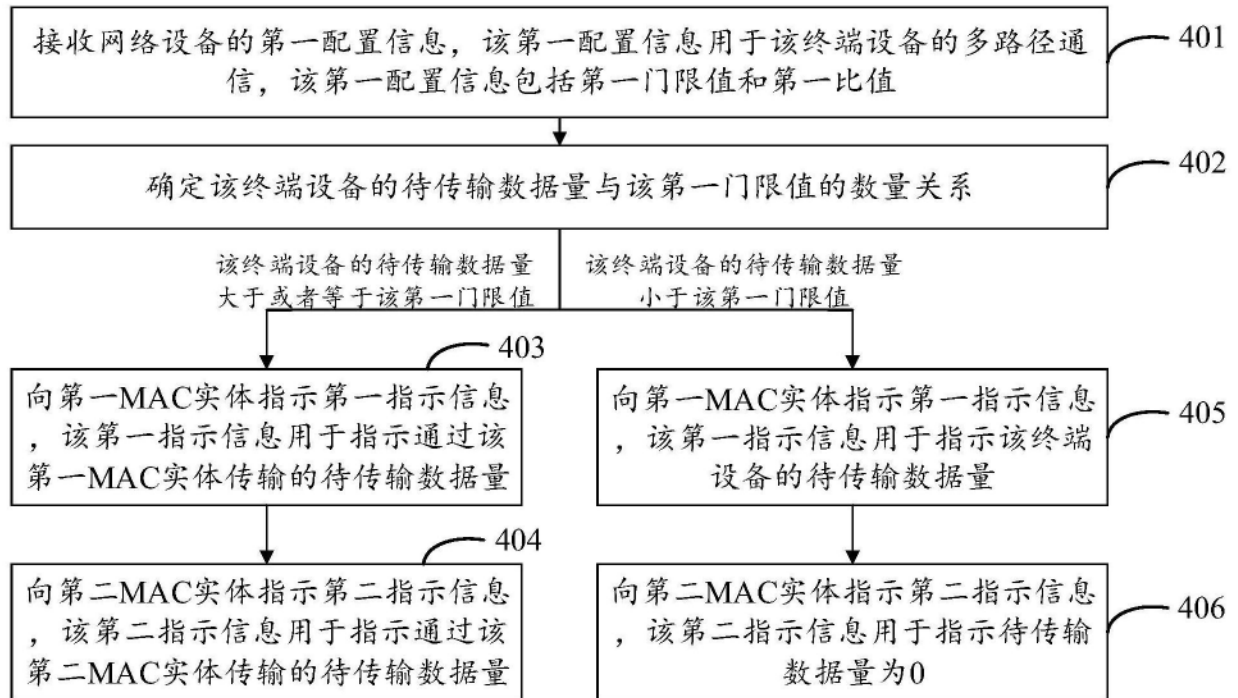 接收网络设备的第一配置信息，该第一配置信息用于该终端设备的多路径通
信，该第一配置信息包括第一门限值和第一比值
401
确定该终端设备的待传输数据量与该第一门限值的数量关系
402
该终端设备的待传输数据量
大于或者等于该第一门限值
该终端设备的待传输数据量
小于该第一门限值
403
向第一MAC实体指示第一指示信息
，该第一指示信息用于指示通过该
第一MAC实体传输的待传输数据量
向第一MAC实体指示第一指示信息
，该第一指示信息用于指示该终端
设备的待传输数据量
405
404
向第二MAC实体指示第二指示信息
，该第二指示信息用于指示通过该
第二MAC实体传输的待传输数据量
向第二MAC实体指示第二指示信息
，该第二指示信息用于指示待传输
数据量为0
406